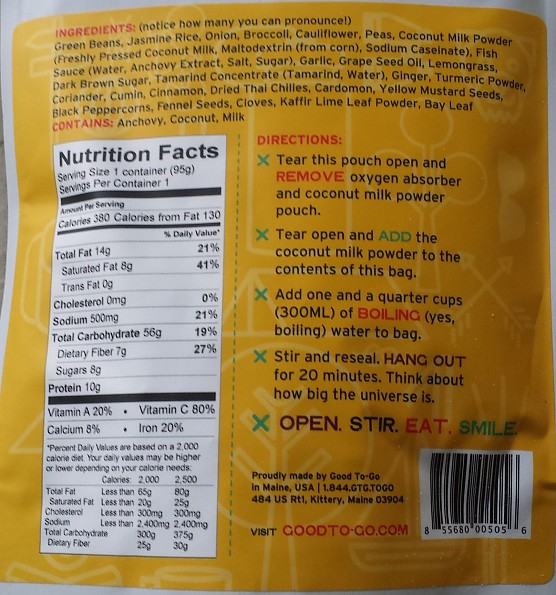 INGREDIENTS: (notice how many you can pronounce!)
Green Beans, Jasmine Rice, Onion, Broccoli, Cauliflower, Peas, Coconut Milk Powder
(Freshly Pressed Coconut Milk, Maltodextrin (from corn), Sodium Caseinate), Fish
Sauce (Water, Anchovy Extract, Salt, Sugar), Garlic, Grape Seed Oil, Lemongrass,
Dark Brown Sugar, Tamarind Concentrate (Tamarind, Water), Ginger, Turmeric Powder,
Coriander, Cumin, Cinnamon, Dried Thai Chilies, Cardomon, Yellow Mustard Seeds,
Black Peppercorns, Fennel Seeds, Cloves, Kaffir Lime Leaf Powder, Bay Leaf
CONTAINS: Anchovy, Coconut, Milk
Nutrition Facts
Serving Size 1 container (95g)
Servings Per Container 1
Amount Per Serving
Calories 380 Calories from Fat 130
% Daily Value*
Total Fat 14g 21%
Saturated Fat 8g 41%
Trans Fat 0g
Cholesterol 0mg 0%
Sodium 500mg 21%
Total Carbohydrate 56g 19%
Dietary Fiber 7g 27%
Sugars 8g
Protein 10g
Vitamin A 20% • Vitamin C 80%
Calcium 8% • Iron 20%
*Percent Daily Values are based on a 2,000
calorie diet. Your daily values may be higher
or lower depending on your calorie needs:
Calories: 2,000 2,500
Total Fat Less than 65g 80g
Saturated Fat Less than 20g 25g
Cholesterol Less than 300mg 300mg
Sodium Less than 2,400mg 2,400mg
Total Carbohydrate 300g 375g
Dietary Fiber 25g 30g
DIRECTIONS:
Tear this pouch open and
REMOVE oxygen absorber
and coconut milk powder
pouch.
Tear open and ADD the
coconut milk powder to the
contents of this bag.
Add one and a quarter cups
(300ML) of BOILING (yes,
boiling) water to bag.
Stir and reseal. HANG OUT
for 20 minutes. Think about
how big the universe is.
OPEN. STIR. EAT. SMILE.
Proudly made by Good To-Go
in Maine, USA | 1.844.GTG.TOGO
484 US Rt1, Kittery, Maine 03904
VISIT GOODTO-GO.COM
8 55680 00505 6